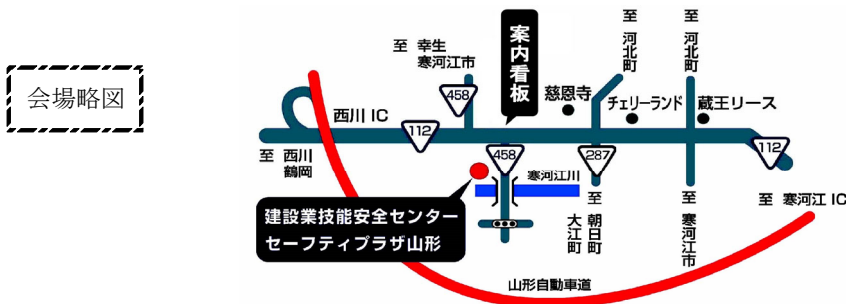 会場略図
案内看板
至 幸生
寒河江市
458
至 河北町
至 河北町
慈恩寺
チェリーランド
蔵王リース
西川 IC
112
至 西川
鶴岡
458
287
112
寒河江川
至 寒河江 IC
建設業技能安全センター
セーフティプラザ山形
至 朝日町
大江町
至 寒河江市
山形自動車道